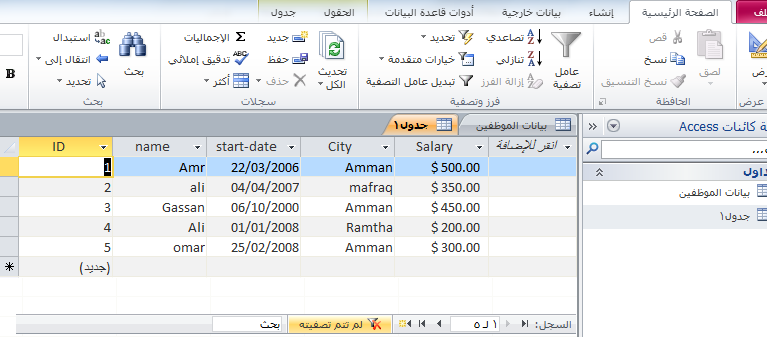 الصفحة الرئيسية إنشاء بيانات خارجية أدوات قاعدة البيانات الحقول جدول
قص
نسخ
نسخ التنسيق
لصق
الحافظة
عامل تصفية
تصاعدي
تنازلي
إزالة الفرز
تحديد
خيارات متقدمة
تبديل عامل التصفية
فرز وتصفية
تحديث الكل
جديد
حفظ
حذف
الإجماليات
تدقيق إملائي
أكثر
سجلات
بحث
استبدال
انتقال إلى
تحديد
بحث
B
عرض
كائنات Access
بحث...
بيانات الموظفين
جدول١
بيانات الموظفين جدول١
ID name start-date City Salary انقر للإضافة
1 Amr 22/03/2006 Amman $ 500.00
2 ali 04/04/2007 mafraq $ 350.00
3 Gassan 06/10/2000 Amman $ 450.00
4 Ali 01/01/2008 Ramtha $ 200.00
5 omar 25/02/2008 Amman $ 300.00
(جديد)
السجل: ١ لـ ٥ لم تتم تصفيته بحث